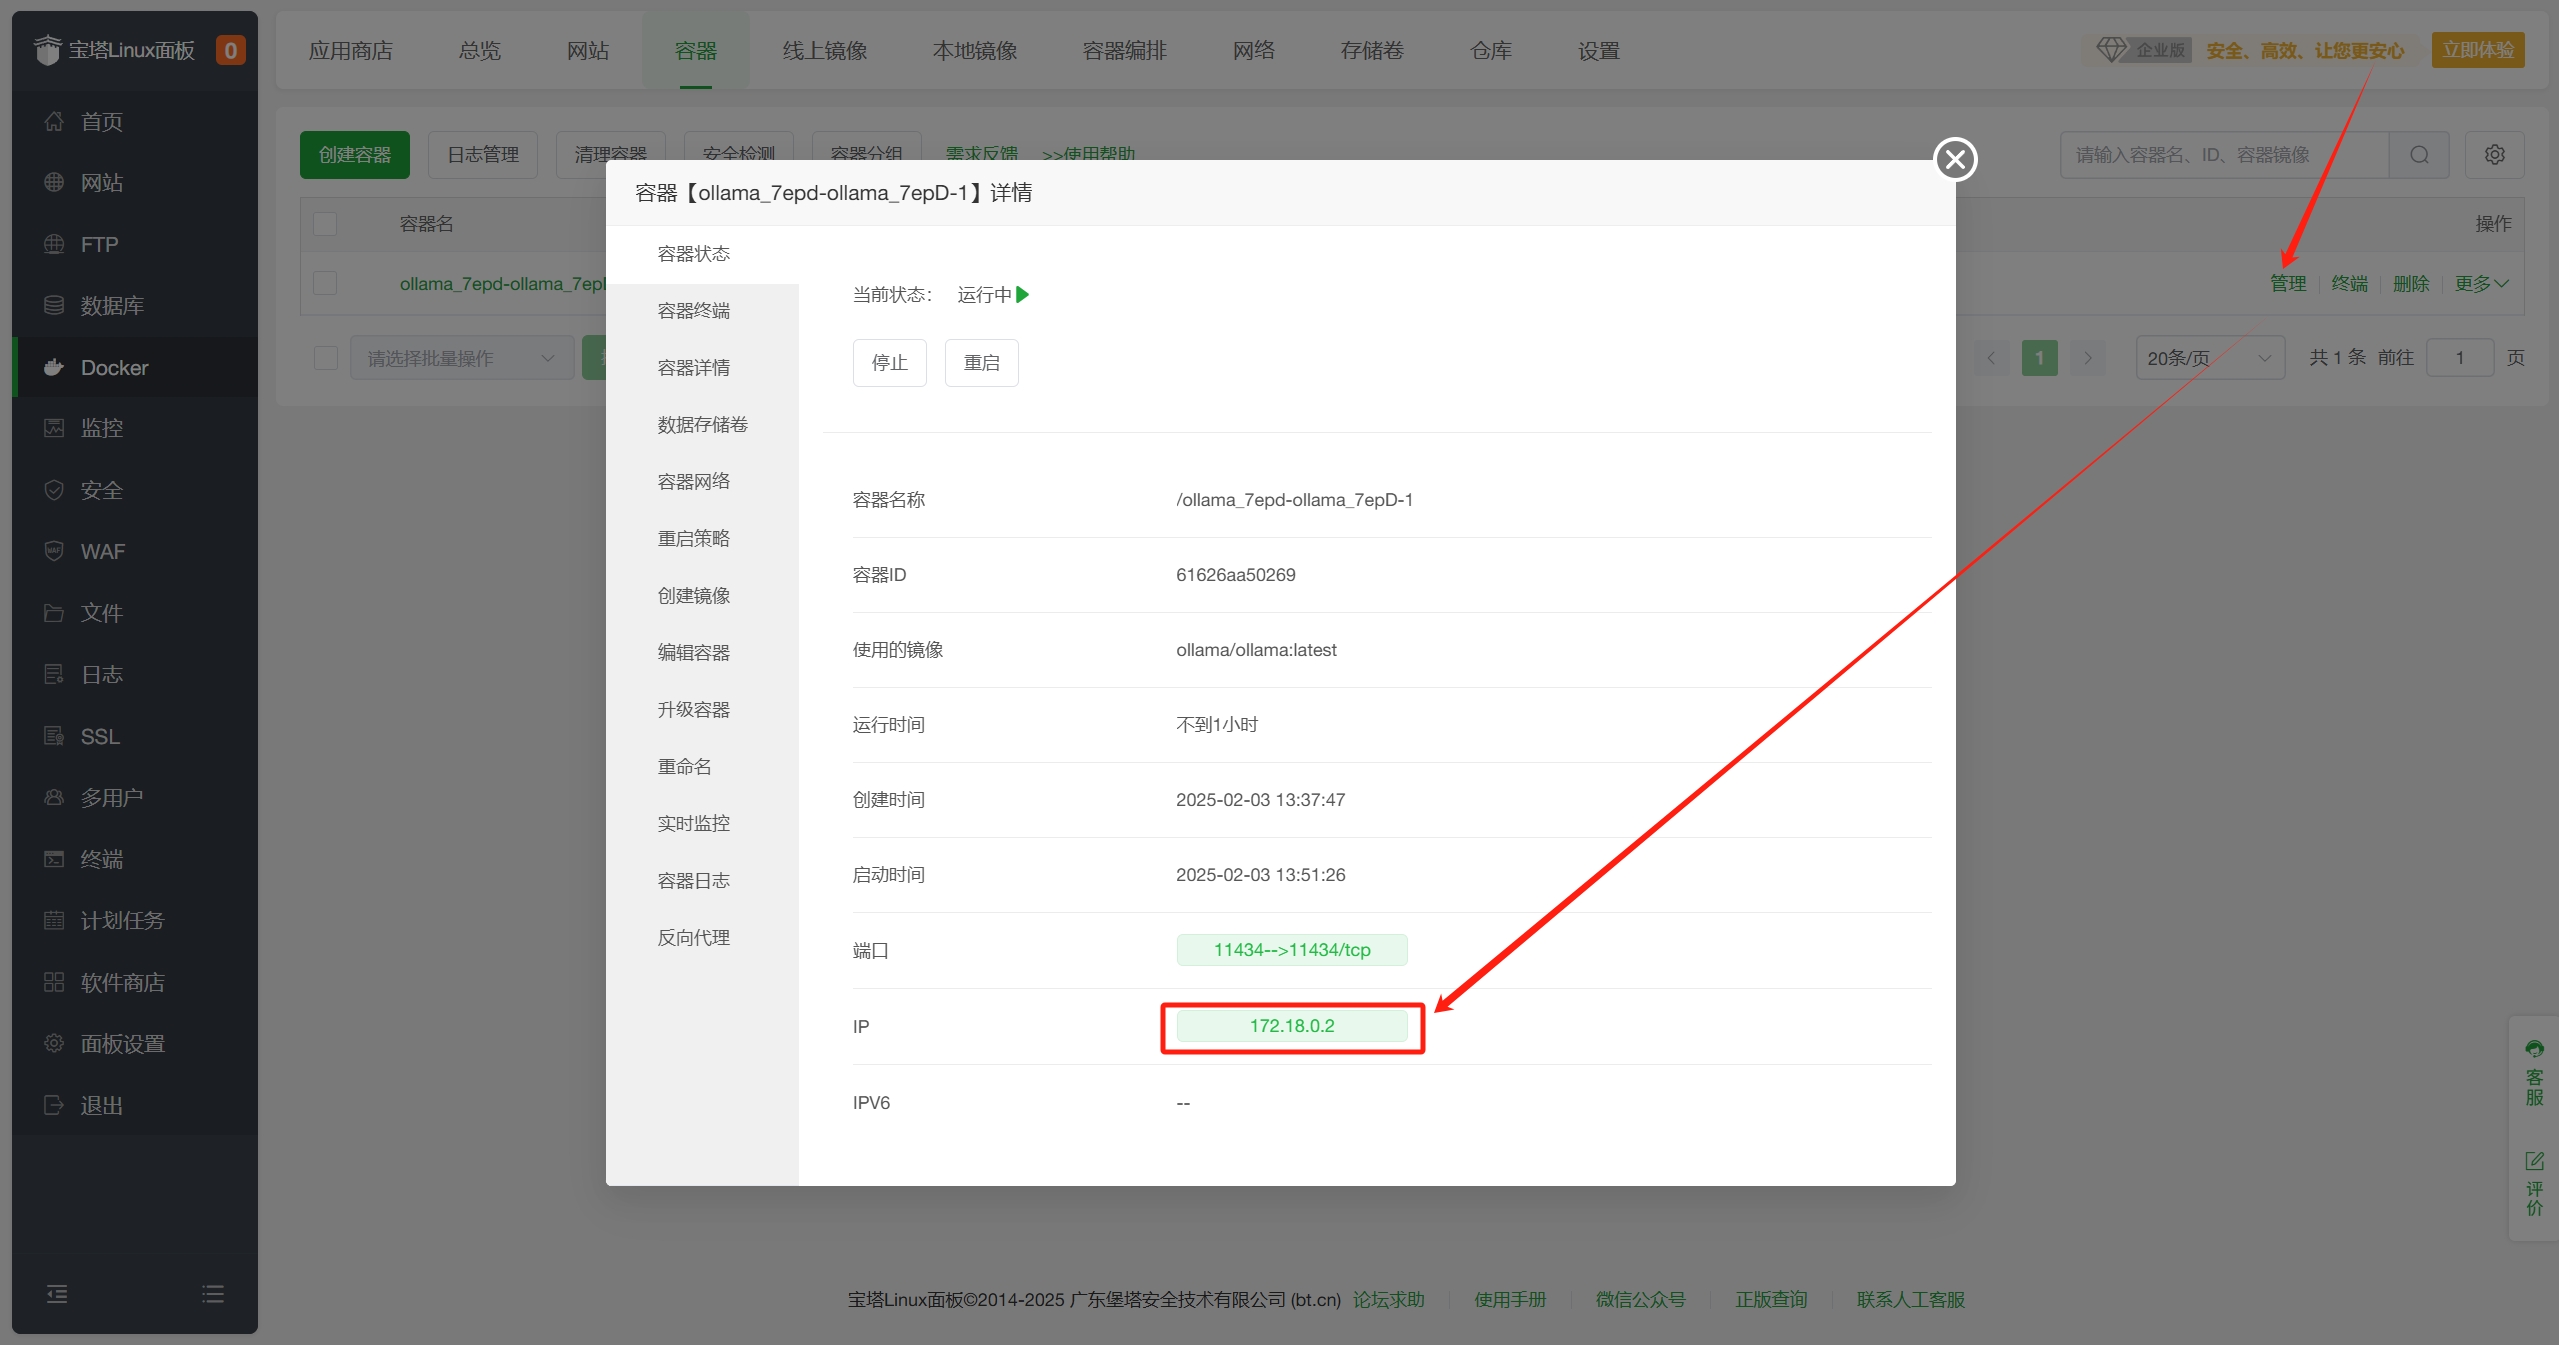 宝塔Linux面板 0
首页
网站
FTP
数据库
Docker
监控
安全
WAF
文件
日志
SSL
多用户
终端
计划任务
软件商店
面板设置
退出
应用商店 总览 网站 容器 线上镜像 本地镜像 容器编排 网络 存储卷 仓库 设置
企业版 安全、高效、让您更安心 立即体验
创建容器 日志管理 清理容器 安全检测 容器分组 需求反馈 >>使用帮助
请输入容器名、ID、容器镜像
容器名 操作
ollama_7epd-ollama_7ep 管理 终端 删除 更多
请选择批量操作
1 20条/页 共 1 条 前往 1 页
容器【ollama_7epd-ollama_7epD-1】详情
容器状态
容器终端
容器详情
数据存储卷
容器网络
重启策略
创建镜像
编辑容器
升级容器
重命名
实时监控
容器日志
反向代理
当前状态： 运行中
停止 重启
容器名称 /ollama_7epd-ollama_7epD-1
容器ID 61626aa50269
使用的镜像 ollama/ollama:latest
运行时间 不到1小时
创建时间 2025-02-03 13:37:47
启动时间 2025-02-03 13:51:26
端口 11434-->11434/tcp
IP 172.18.0.2
IPV6 --
客服
评价
宝塔Linux面板©2014-2025 广东堡塔安全技术有限公司 (bt.cn) 论坛求助 使用手册 微信公众号 正版查询 联系人工客服